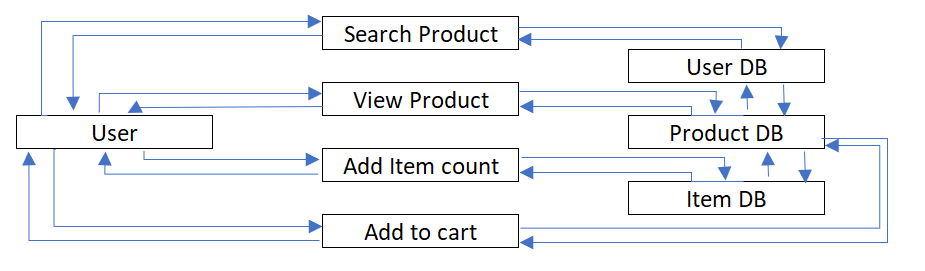 Search Product
User DB
View Product
User
Product DB
Add Item count
Item DB
Add to cart